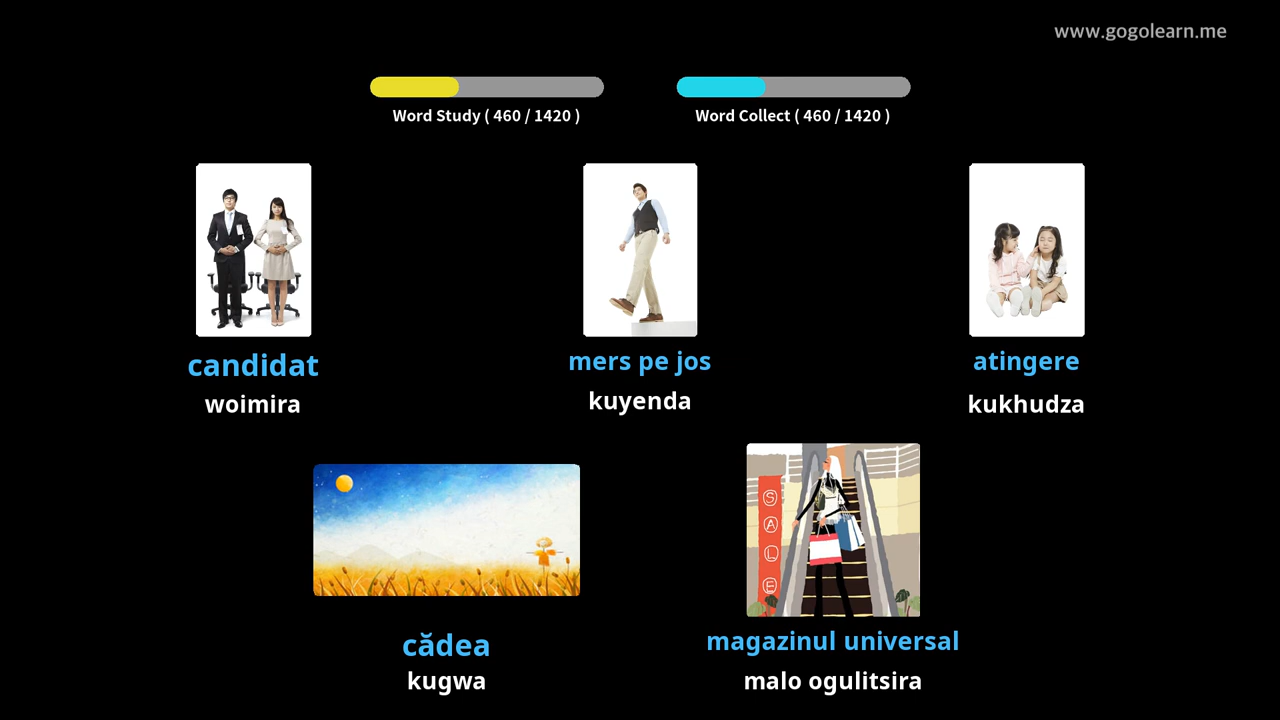 www.gogolearn.me
Word Study ( 460 / 1420 )
Word Collect ( 460 / 1420 )
candidat
woimira
mers pe jos
kuyenda
atingere
kukhudza
SALE
cădea
kugwa
magazinul universal
malo ogulitsira